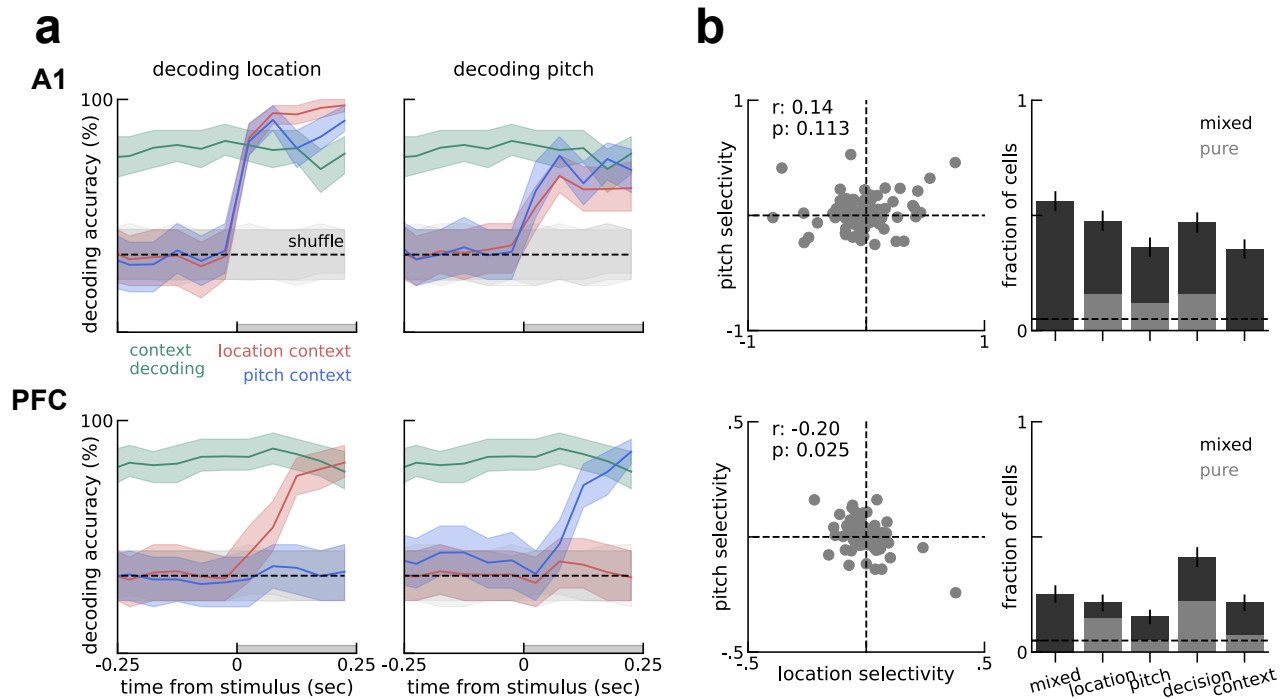 a
b
A1
decoding location
decoding pitch
100
decoding accuracy (%)
shuffle
0
0.25
context
decoding
location context
pitch context
1
r: 0.14
p: 0.113
pitch selectivity
-1
-1
1
1
mixed
pure
fraction of cells
0
PFC
100
decoding accuracy (%)
-0.25
0
0.25
time from stimulus (sec)
-0.25
0
0.25
time from stimulus (sec)
.5
r: -0.20
p: 0.025
pitch selectivity
-.5
-.5
.5
location selectivity
1
mixed
pure
fraction of cells
0
mixed
location
pitch
decision
context